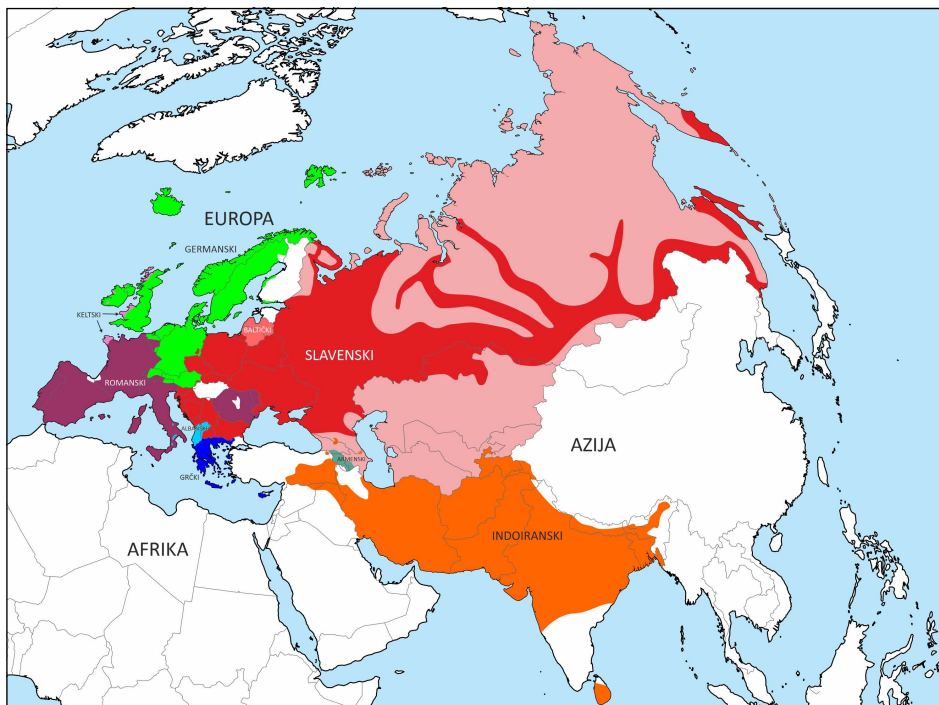 EUROPA
GERMANSKI
KELTSKI
BALTIČKI
SLAVENSKI
ROMANSKI
ALBANSKI
ARMENSKI
GRČKI
AZIJA
INDOIRANSKI
AFRIKA